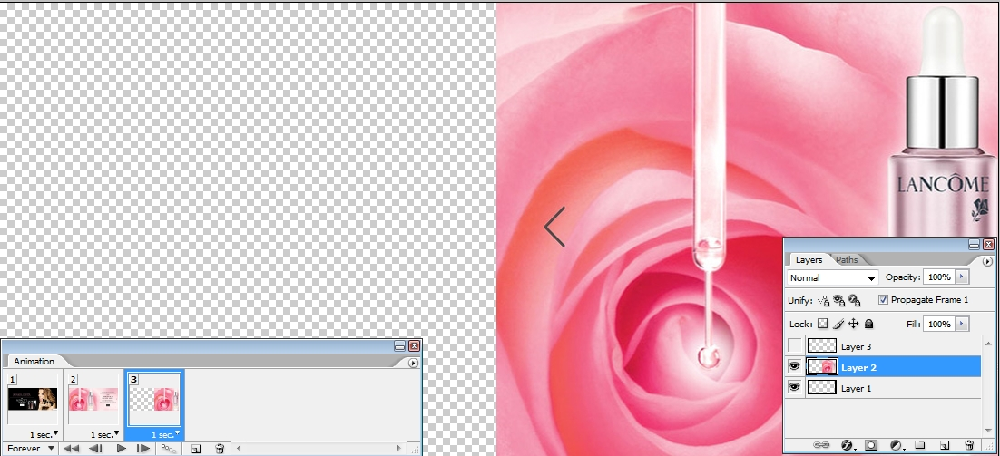 LANCÔME
Layers Paths
Normal Opacity: 100%
Unify: Propagate Frame 1
Lock: Fill: 100%
Layer 3
Layer 2
Layer 1
Animation
1 2 3
1 sec. 1 sec. 1 sec.
Forever